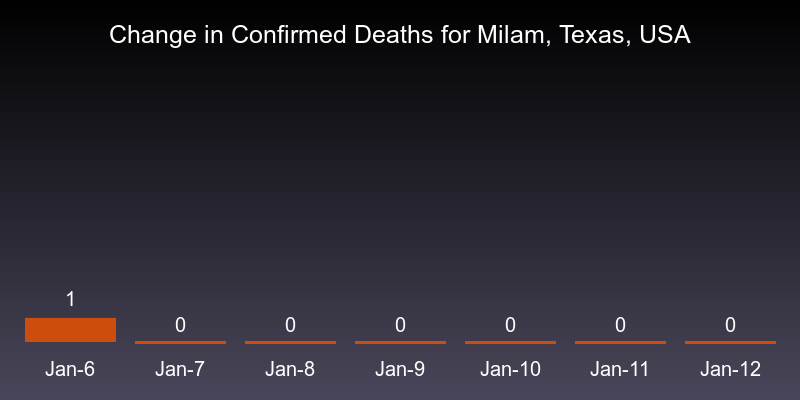 Change in Confirmed Deaths for Milam, Texas, USA
1
0 0 0 0 0 0
Jan-6 Jan-7 Jan-8 Jan-9 Jan-10 Jan-11 Jan-12